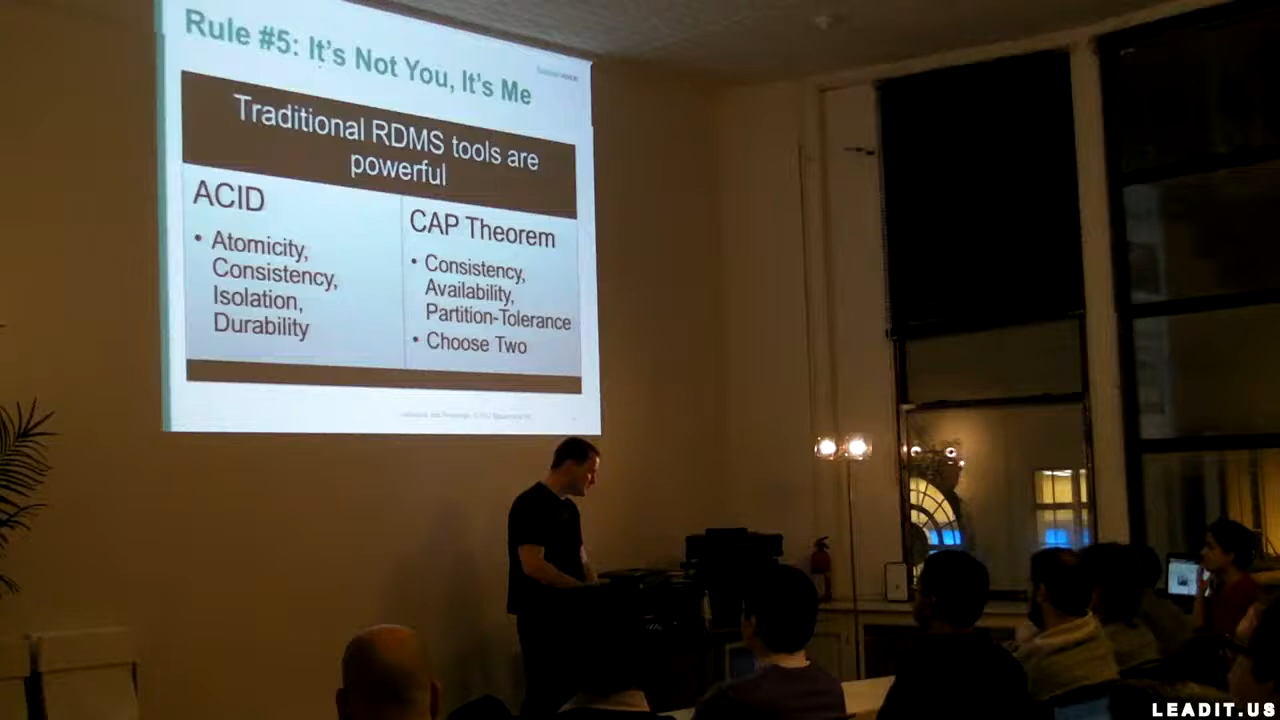 Rule #5: It's Not You, It's Me
Traditional RDMS tools are
powerful
ACID
• Atomicity,
Consistency,
Isolation,
Durability
CAP Theorem
• Consistency,
Availability,
Partition-Tolerance
• Choose Two
LEADIT.US